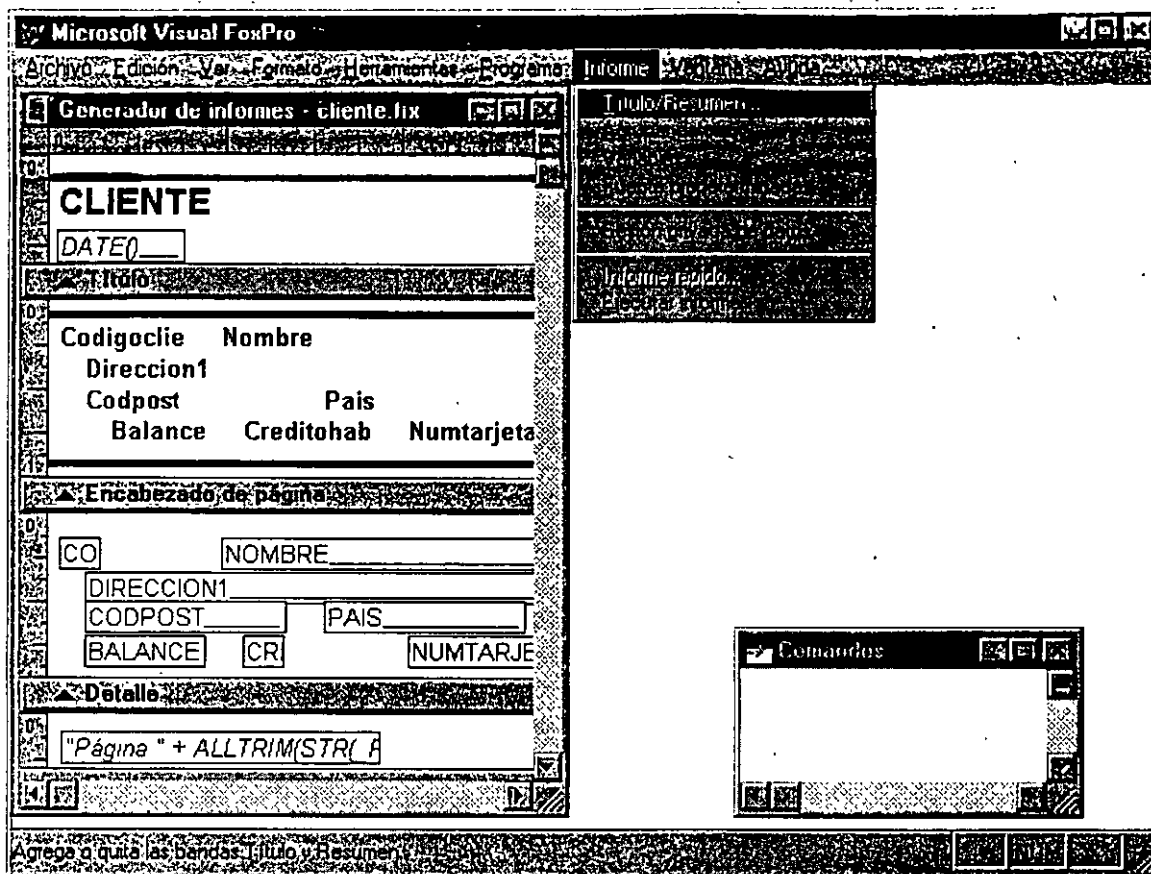 Microsoft Visual FoxPro
Archivo Edición Ver Formato Herramientas Programa Informe Ventana Ayuda
Generador de informes - cliente.frx
Título/Resumen...
CLIENTE
DATE()
Título
Informe rápido...
Codigoclie Nombre
Direccion1
Codpost Pais
Balance Creditohab Numtarjeta
Encabezado de página
CO NOMBRE
DIRECCION1
CODPOST PAIS
BALANCE CR NUMTARJE
Detalle
"Página " + ALLTRIM(STR(_P
Comandos
Agrega o quita las bandas Título y Resumen